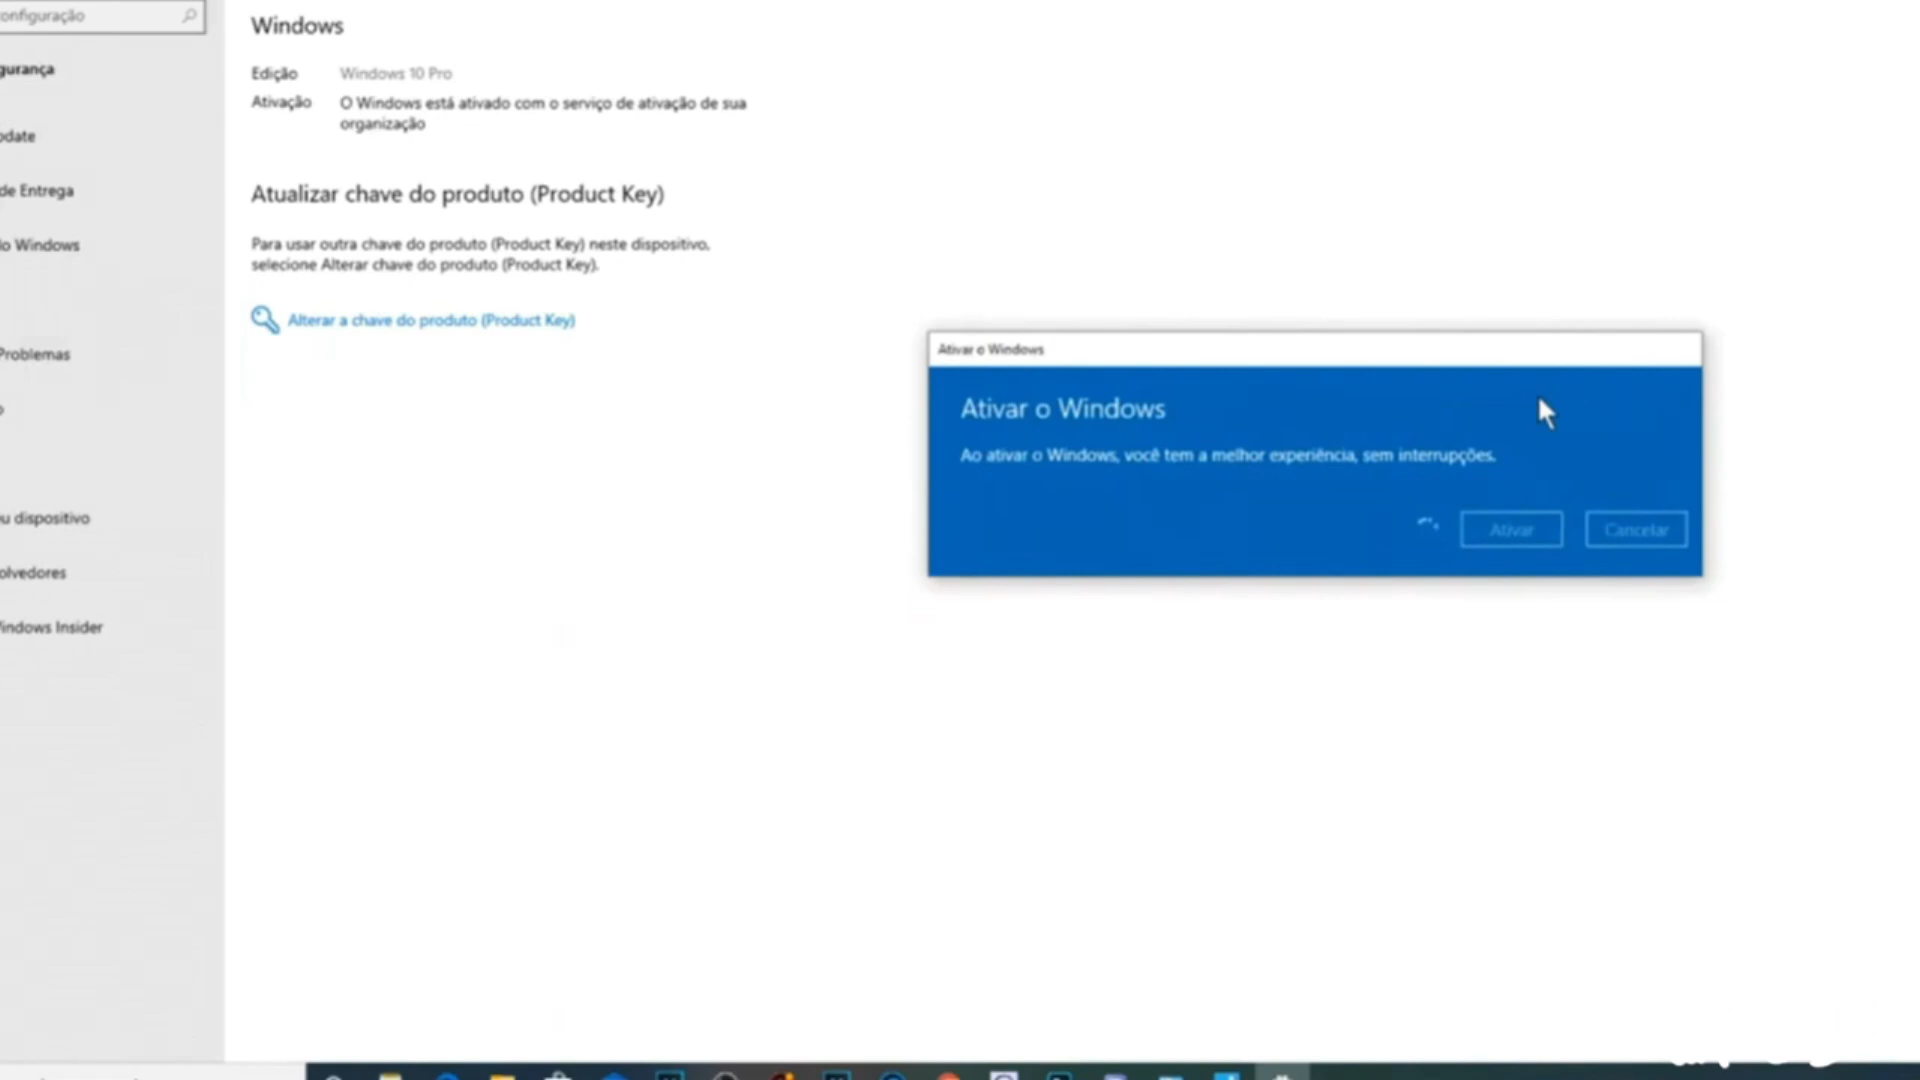 onfiguração
Windows
gurança
Edição Windows 10 Pro
Ativação O Windows está ativado com o serviço de ativação de sua
organização
pdate
Atualizar chave do produto (Product Key)
de Entrega
Para usar outra chave do produto (Product Key) neste dispositivo,
selecione Alterar chave do produto (Product Key).
lo Windows
Alterar a chave do produto (Product Key)
Problemas
o
u dispositivo
olvedores
Windows Insider
Ativar o Windows
Ativar o Windows
Ao ativar o Windows, você tem a melhor experiência, sem interrupções.
Ativar Cancelar